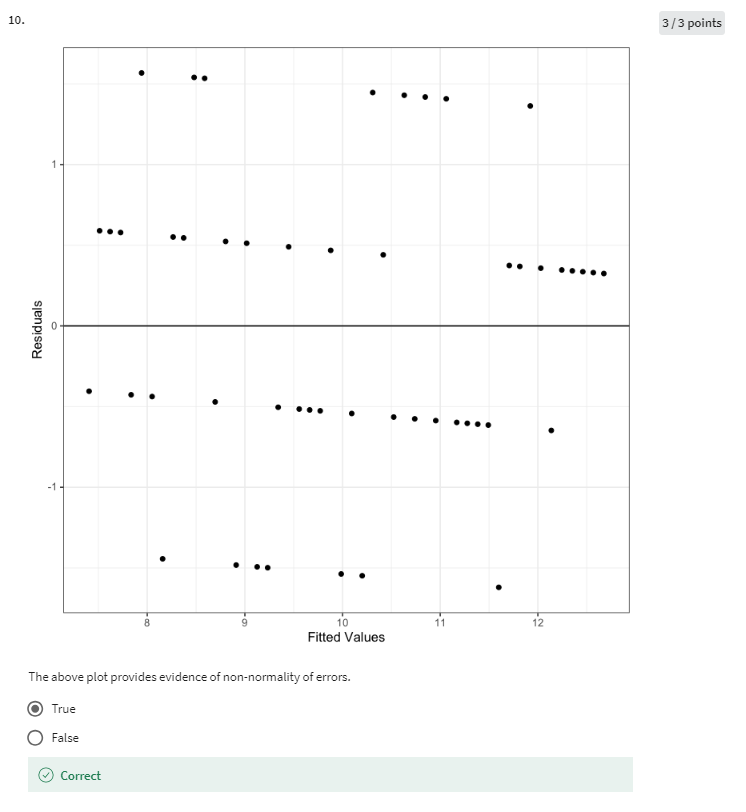 10.
3 / 3 points
Residuals
1
0
-1
8 9 10 11 12
Fitted Values
The above plot provides evidence of non-normality of errors.
True
False
Correct